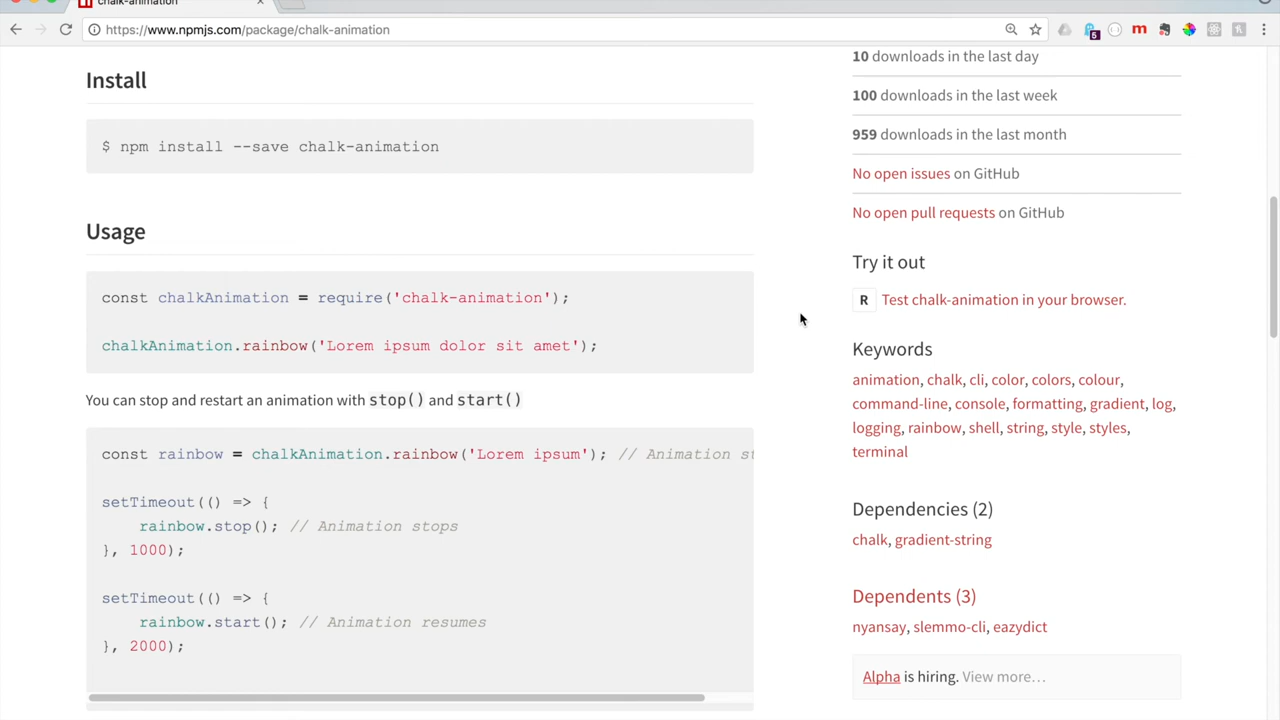 chalk-animation
https://www.npmjs.com/package/chalk-animation
5
m
Install
$ npm install --save chalk-animation
Usage
const chalkAnimation = require('chalk-animation');
chalkAnimation.rainbow('Lorem ipsum dolor sit amet');
You can stop and restart an animation with stop() and start()
const rainbow = chalkAnimation.rainbow('Lorem ipsum'); // Animation st
setTimeout(() => {
rainbow.stop(); // Animation stops
}, 1000);
setTimeout(() => {
rainbow.start(); // Animation resumes
}, 2000);
10 downloads in the last day
100 downloads in the last week
959 downloads in the last month
No open issues on GitHub
No open pull requests on GitHub
Try it out
R Test chalk-animation in your browser.
Keywords
animation, chalk, cli, color, colors, colour,
command-line, console, formatting, gradient, log,
logging, rainbow, shell, string, style, styles,
terminal
Dependencies (2)
chalk, gradient-string
Dependents (3)
nyansay, slemmo-cli, eazydict
Alpha is hiring. View more…